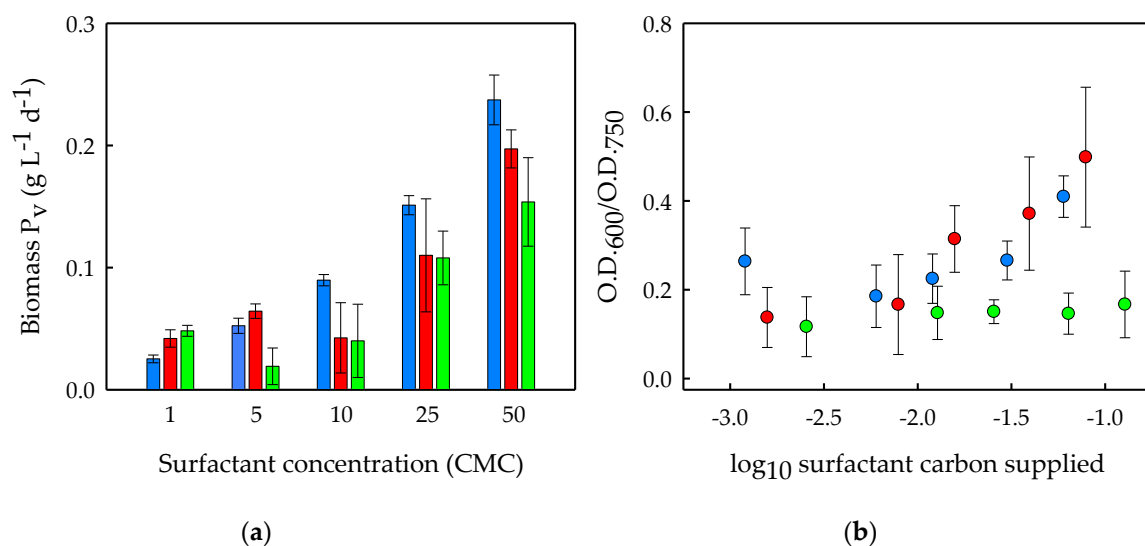 0.3
0.2
0.1
0.0
Biomass Pv (g L-1 d-1)
1 5 10 25 50
Surfactant concentration (CMC)
(a)
0.8
0.6
0.4
0.2
0.0
O.D.600/O.D.750
-3.0 -2.5 -2.0 -1.5 -1.0
log10 surfactant carbon supplied
(b)